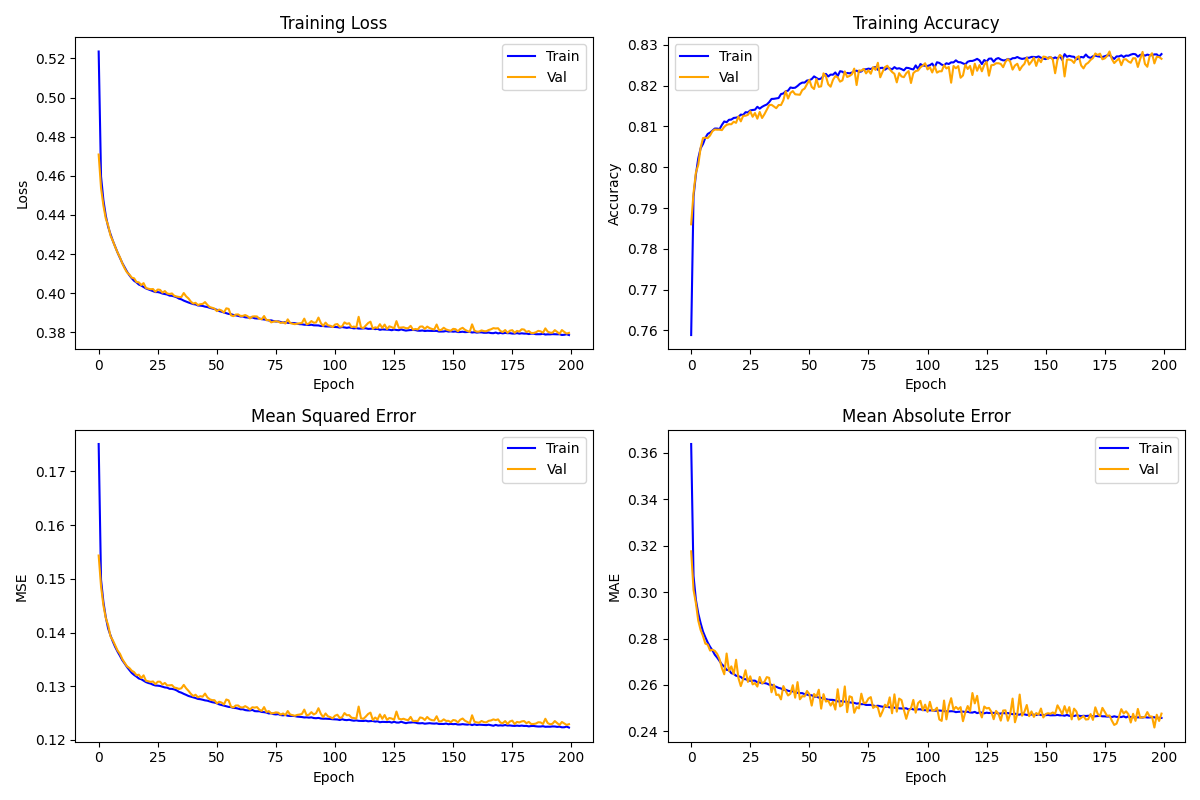 Training Loss
Loss
0.52
0.50
0.48
0.46
0.44
0.42
0.40
0.38
Train
Val
0 25 50 75 100 125 150 175 200
Epoch
Training Accuracy
Accuracy
0.83
0.82
0.81
0.80
0.79
0.78
0.77
0.76
Train
Val
0 25 50 75 100 125 150 175 200
Epoch
Mean Squared Error
MSE
0.17
0.16
0.15
0.14
0.13
0.12
Train
Val
0 25 50 75 100 125 150 175 200
Epoch
Mean Absolute Error
MAE
0.36
0.34
0.32
0.30
0.28
0.26
0.24
Train
Val
0 25 50 75 100 125 150 175 200
Epoch